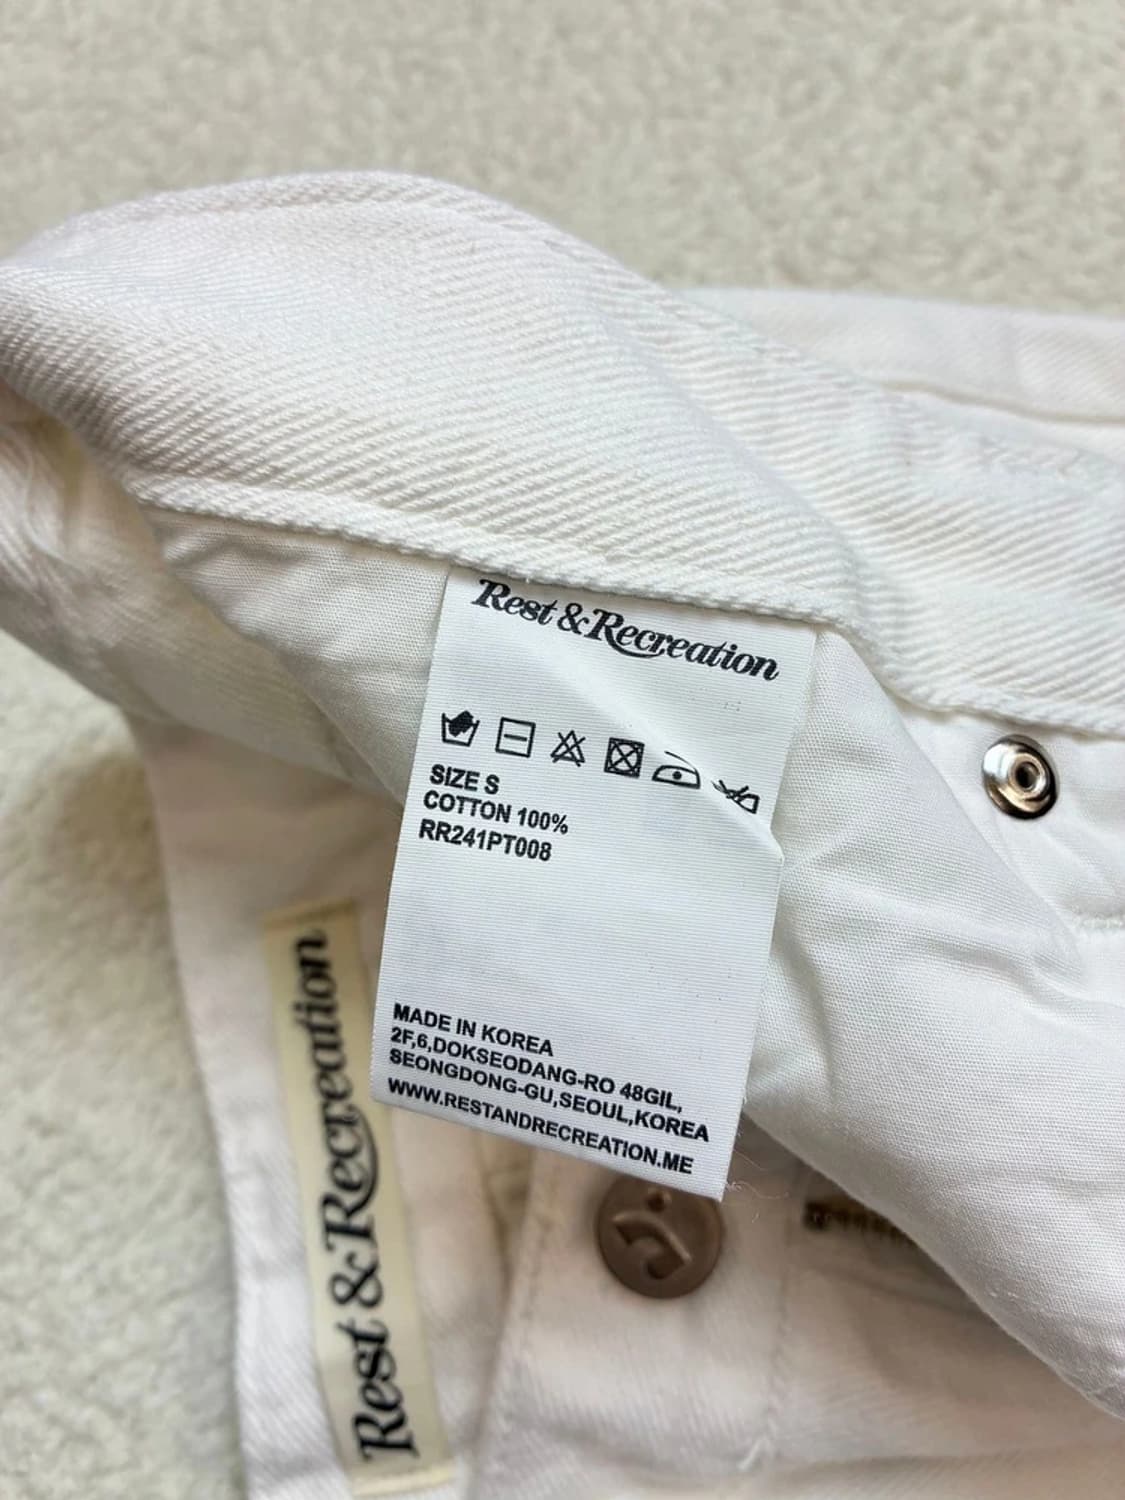 Rest & Recreation
SIZE S
COTTON 100%
RR241PT008
MADE IN KOREA
2F,6,DOKSEODANG-RO 48GIL,
SEONGDONG-GU,SEOUL,KOREA
WWW.RESTANDRECREATION.ME
Rest & Recreation